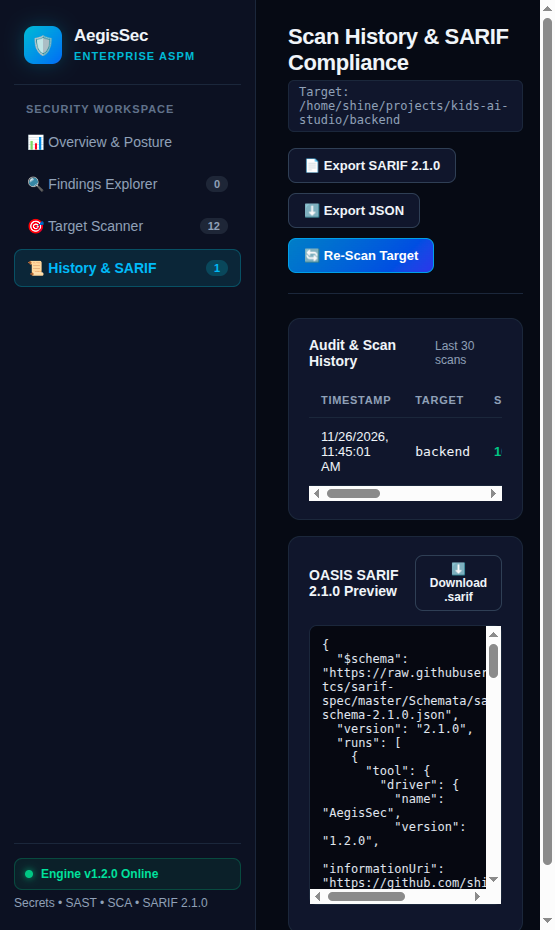 AegisSec
ENTERPRISE ASPM
SECURITY WORKSPACE
Overview & Posture
Findings Explorer 0
Target Scanner 12
History & SARIF 1
Engine v1.2.0 Online
Secrets • SAST • SCA • SARIF 2.1.0
Scan History & SARIF
Compliance
Target:
/home/shine/projects/kids-ai-
studio/backend
Export SARIF 2.1.0
Export JSON
Re-Scan Target
Audit & Scan
History
Last 30
scans
TIMESTAMP TARGET S
11/26/2026,
11:45:01
AM
backend
1
OASIS SARIF
2.1.0 Preview
Download
.sarif
{
"$schema":
"https://raw.githubuser
tcs/sarif-
spec/master/Schemata/sa
schema-2.1.0.json",
"version": "2.1.0",
"runs": [
{
"tool": {
"driver": {
"name":
"AegisSec",
"version":
"1.2.0",
"informationUri":
"https://github.com/shi